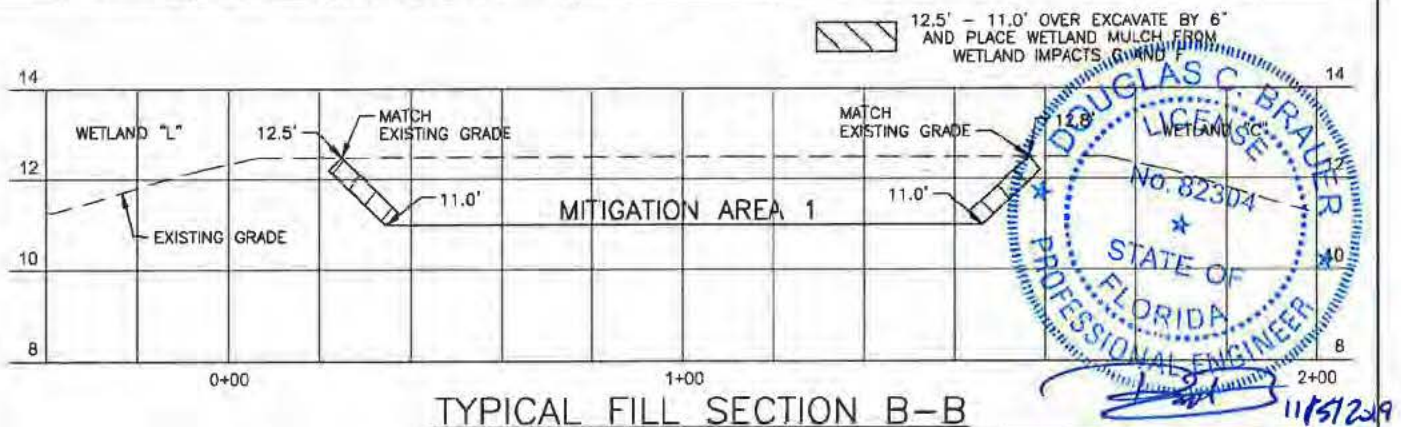 12.5' - 11.0' OVER EXCAVATE BY 6"
AND PLACE WETLAND MULCH FROM
WETLAND IMPACTS G AND F
14
14
WETLAND "L"
12.5'
MATCH
EXISTING GRADE
MATCH
EXISTING GRADE
12.8'
WETLAND "C"
12
12
11.0'
MITIGATION AREA 1
11.0'
EXISTING GRADE
10
10
8
8
0+00
1+00
2+00
TYPICAL FILL SECTION B-B
DOUGLAS C. BRAUER
LICENSE
No. 82304
STATE OF
FLORIDA
PROFESSIONAL ENGINEER
11/5/2019